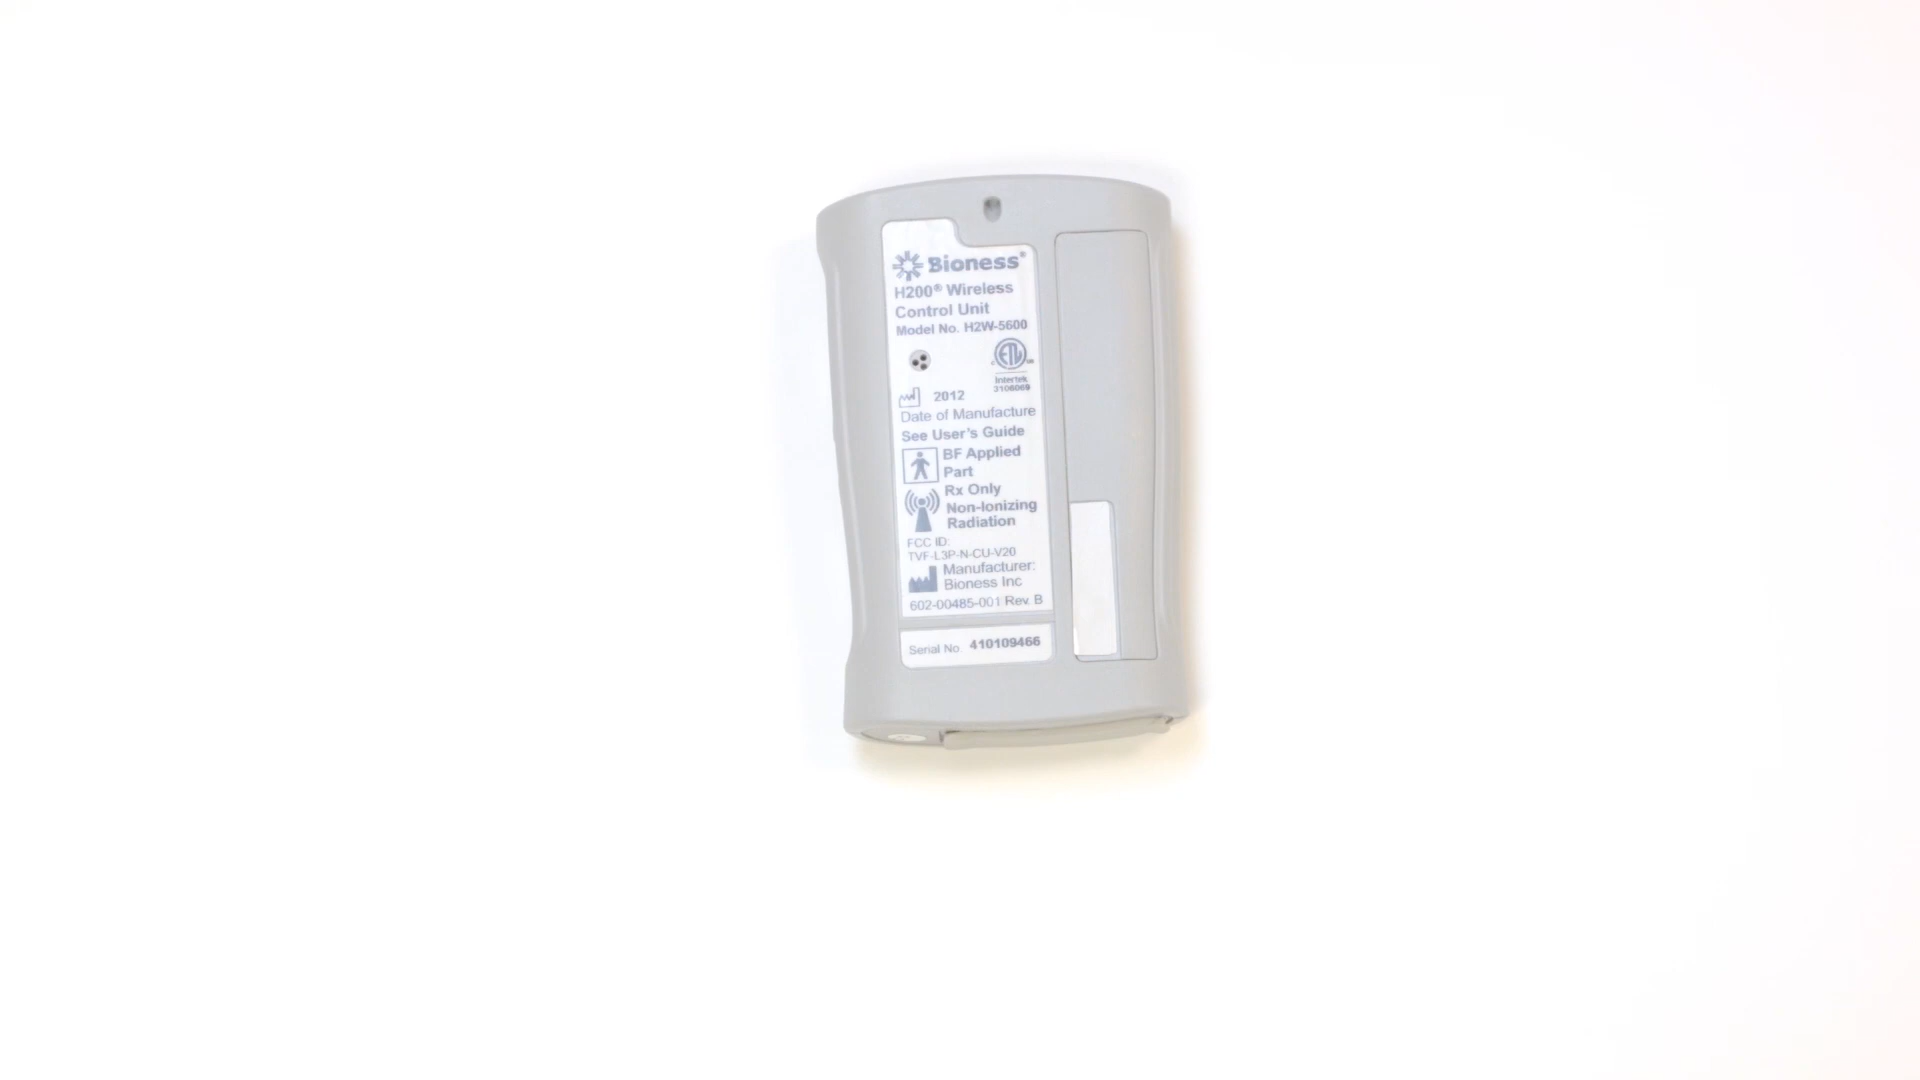 Bioness®
H200® Wireless
Control Unit
Model No. H2W-5600
ETL
Intertek
3106069
2012
Date of Manufacture
See User's Guide
BF Applied
Part
Rx Only
Non-Ionizing
Radiation
FCC ID:
TVF-L3P-N-CU-V20
Manufacturer:
Bioness Inc
602-00485-001 Rev. B
Serial No. 410109466